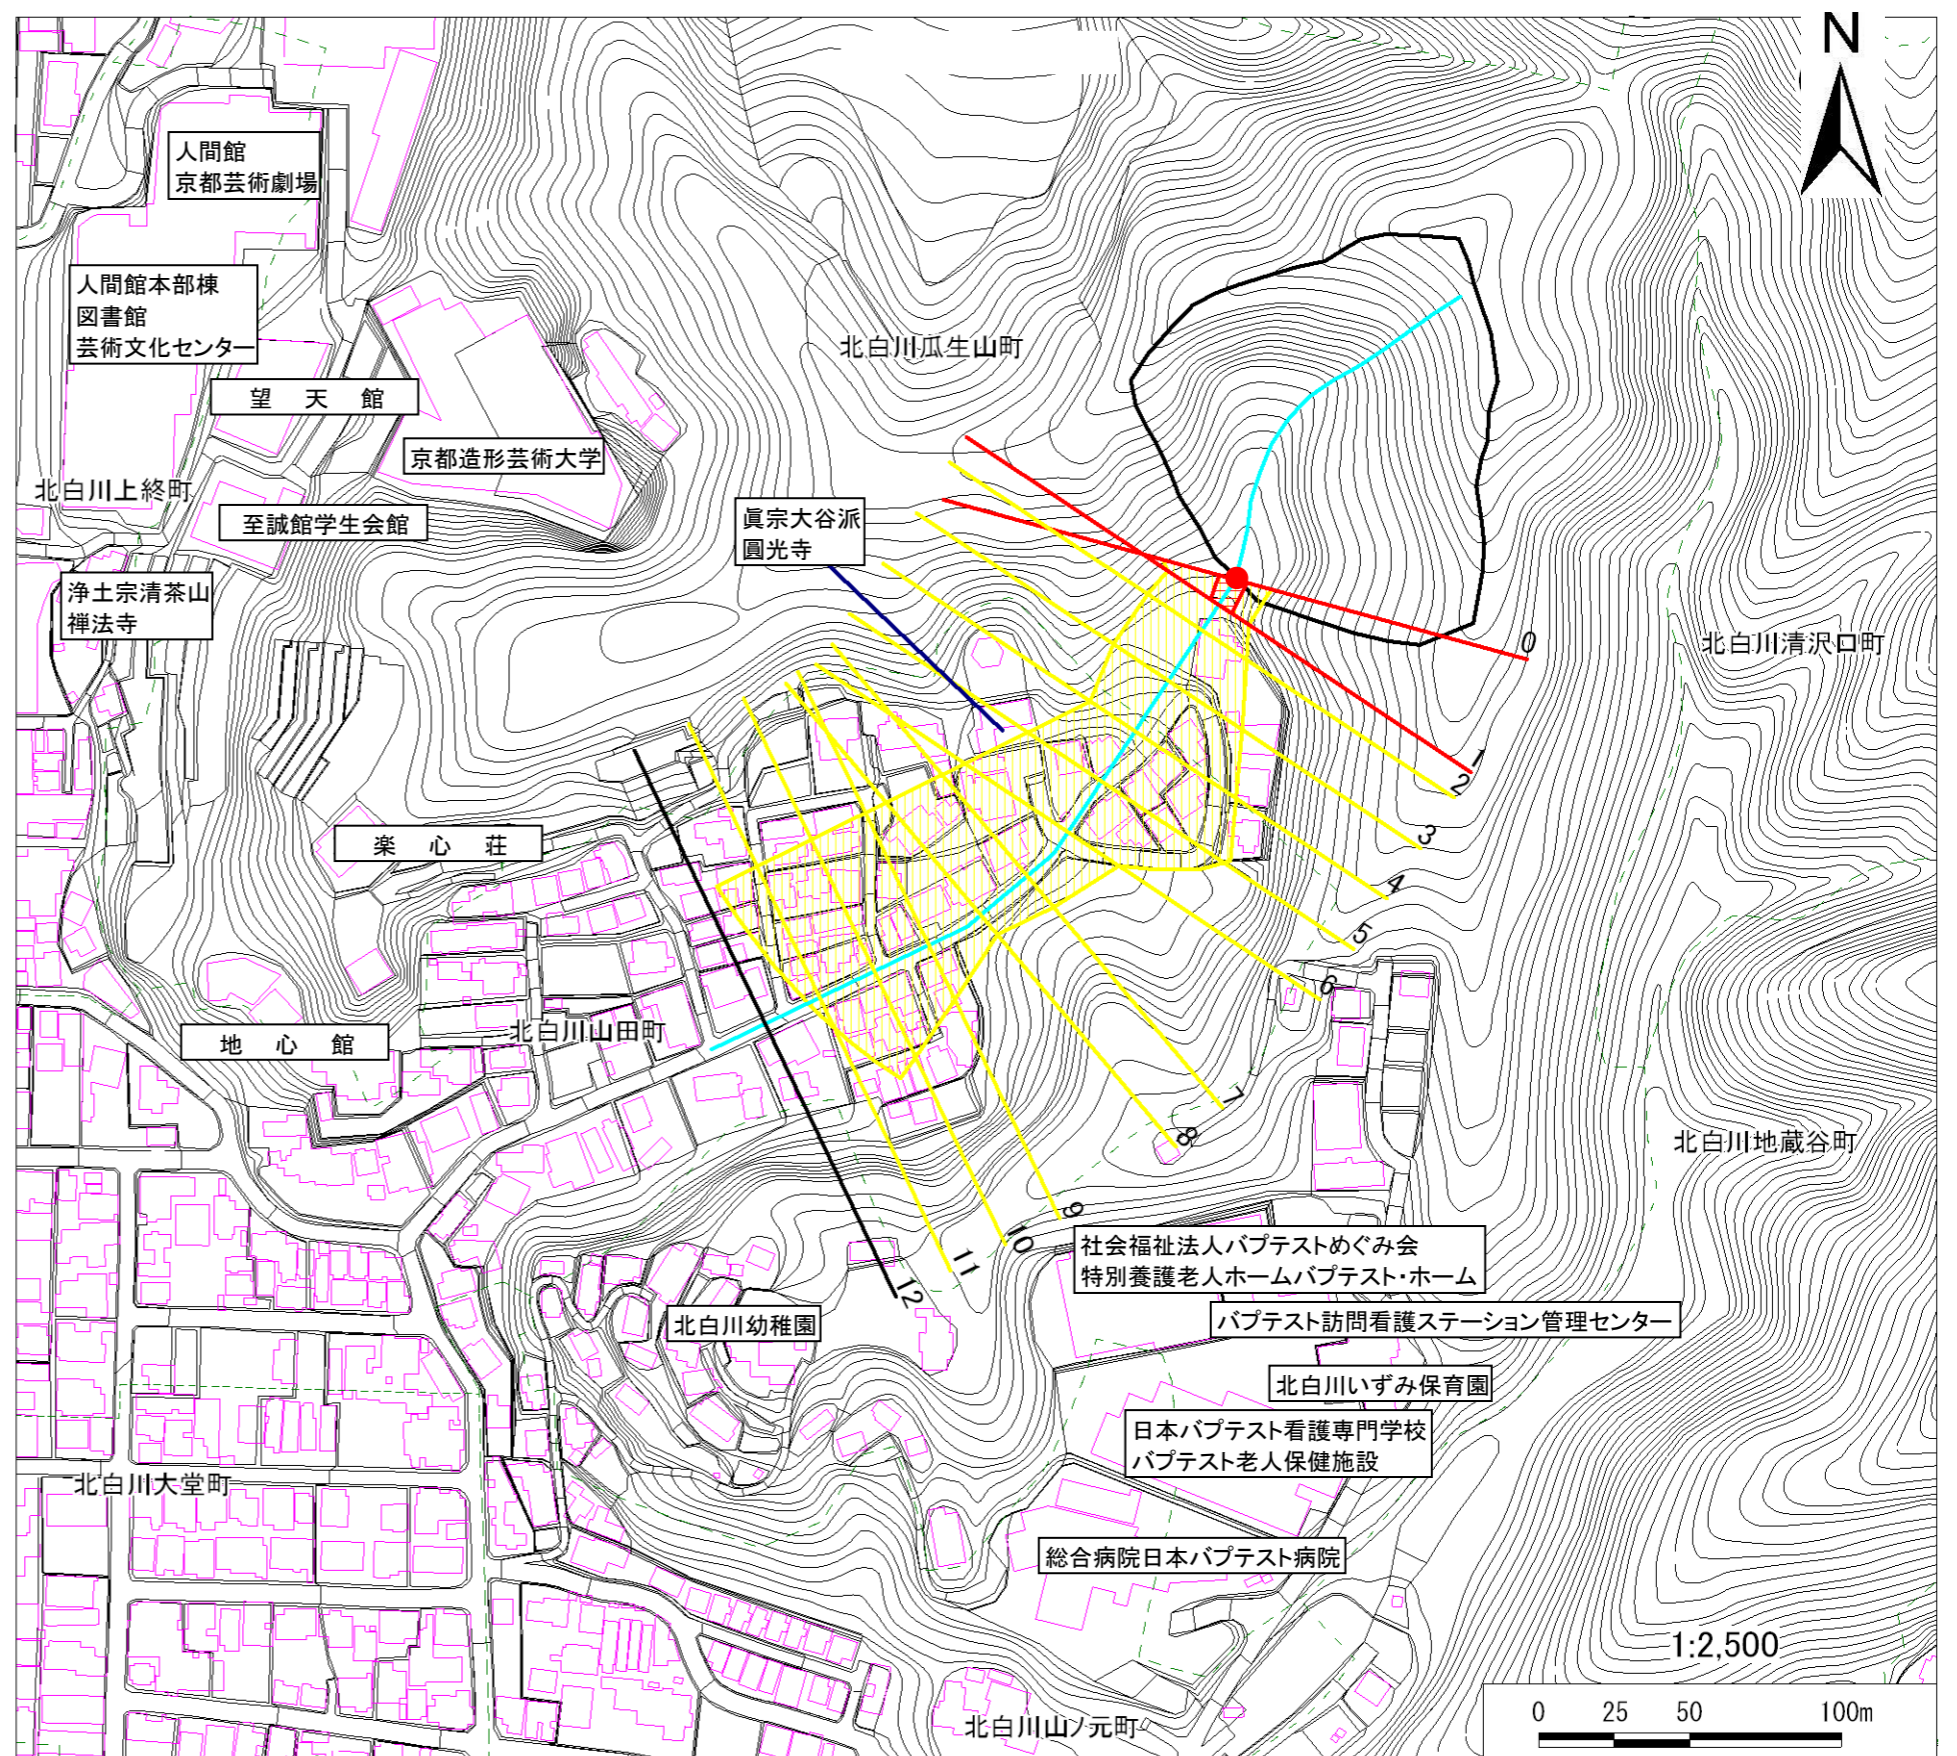 N
人間館
京都芸術劇場
人間館本部棟
図書館
芸術文化センター
北白川瓜生山町
望 天 館
京都造形芸術大学
北白川上終町
至誠館学生会館
眞宗大谷派
圓光寺
浄土宗清茶山
禅法寺
0
北白川清沢口町
1
2
3
楽 心 荘
4
5
6
地 心 館
北白川山田町
7
8
北白川地蔵谷町
9
10
11
12
社会福祉法人バプテストめぐみ会
特別養護老人ホームバプテスト・ホーム
北白川幼稚園
バプテスト訪問看護ステーション管理センター
北白川いずみ保育園
日本バプテスト看護専門学校
バプテスト老人保健施設
北白川大堂町
総合病院日本バプテスト病院
1:2,500
北白川山ノ元町
0 25 50 100m